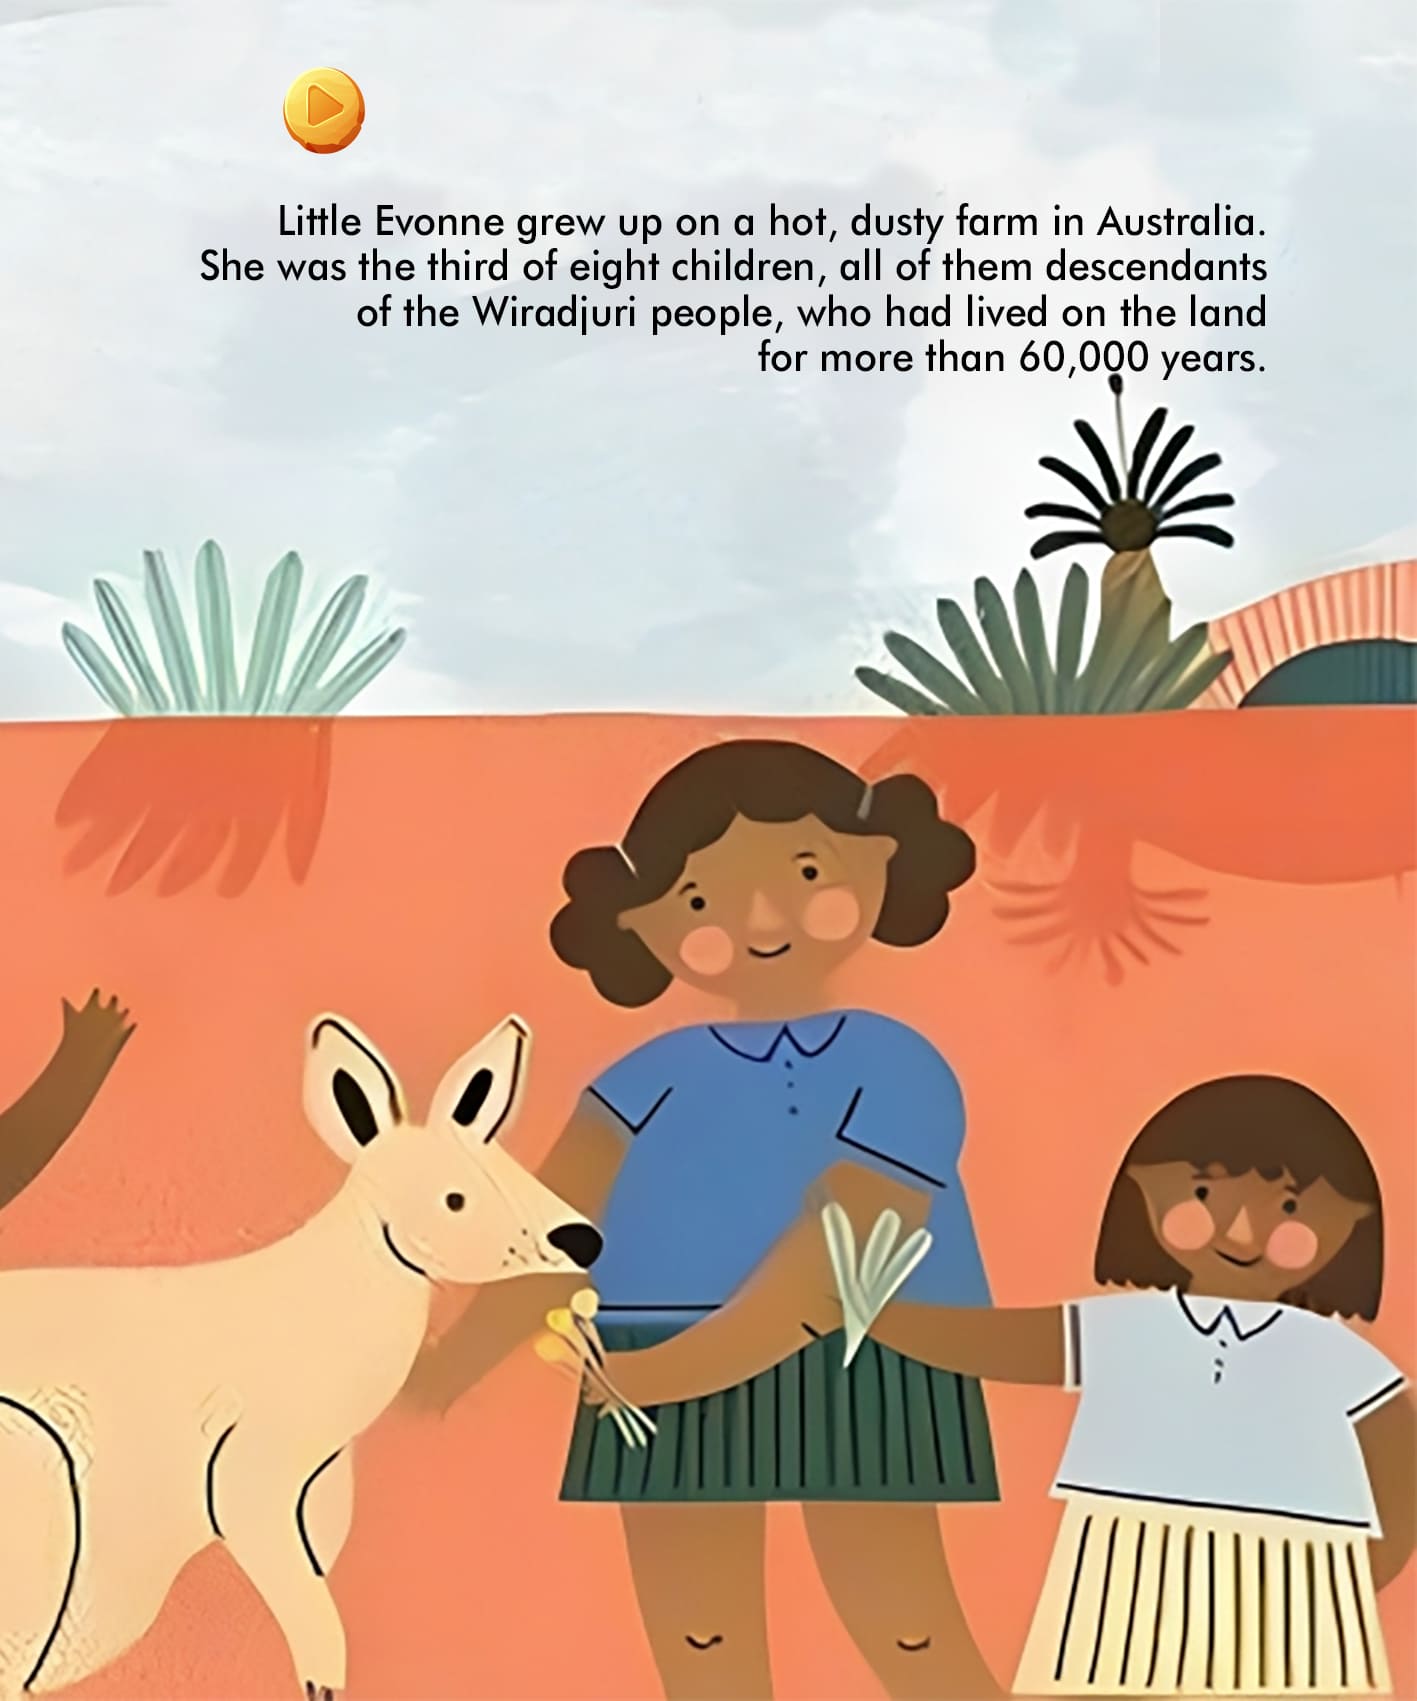 Little Evonne grew up on a hot, dusty farm in Australia.
She was the third of eight children, all of them descendants
of the Wiradjuri people, who had lived on the land
for more than 60,000 years.